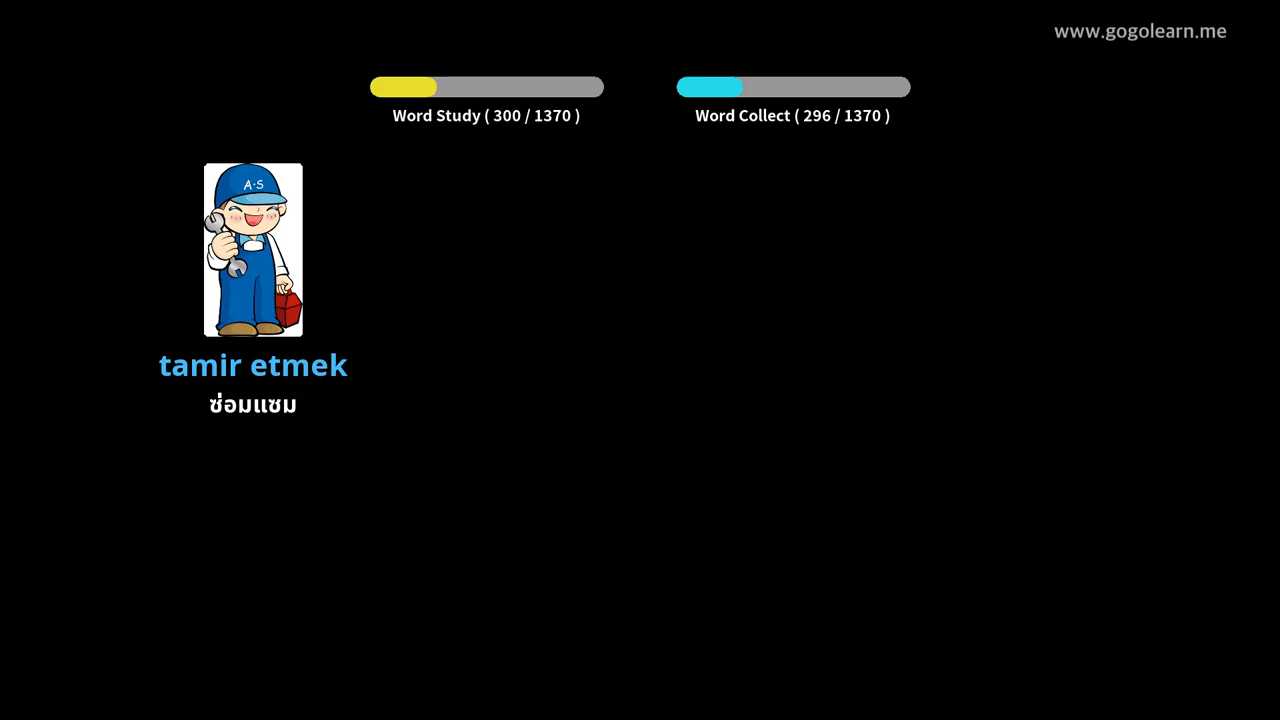 www.gogolearn.me
Word Study ( 300 / 1370 )
Word Collect ( 296 / 1370 )
A·S
tamir etmek
ซ่อมแซม